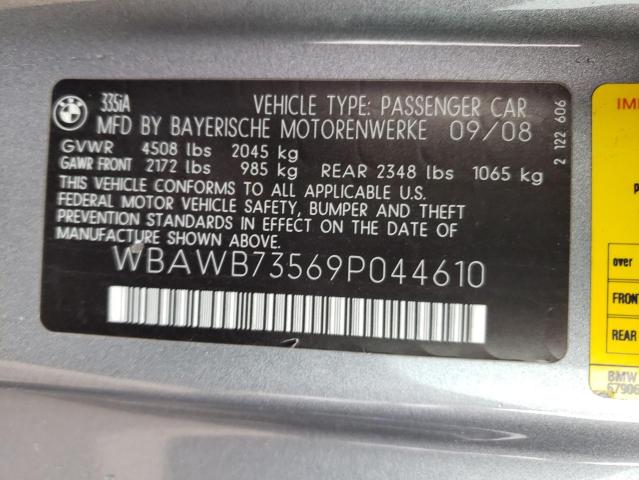 BMW 335iA VEHICLE TYPE: PASSENGER CAR
MFD BY BAYERISCHE MOTORENWERKE 09/08
GVWR 4508 lbs 2045 kg
GAWR FRONT 2172 lbs 985 kg REAR 2348 lbs 1065 kg
THIS VEHICLE CONFORMS TO ALL APPLICABLE U.S.
FEDERAL MOTOR VEHICLE SAFETY, BUMPER AND THEFT
PREVENTION STANDARDS IN EFFECT ON THE DATE OF
MANUFACTURE SHOWN ABOVE.
WBAWB73569P044610
2 122 606
over
FRON
REAR
BMW